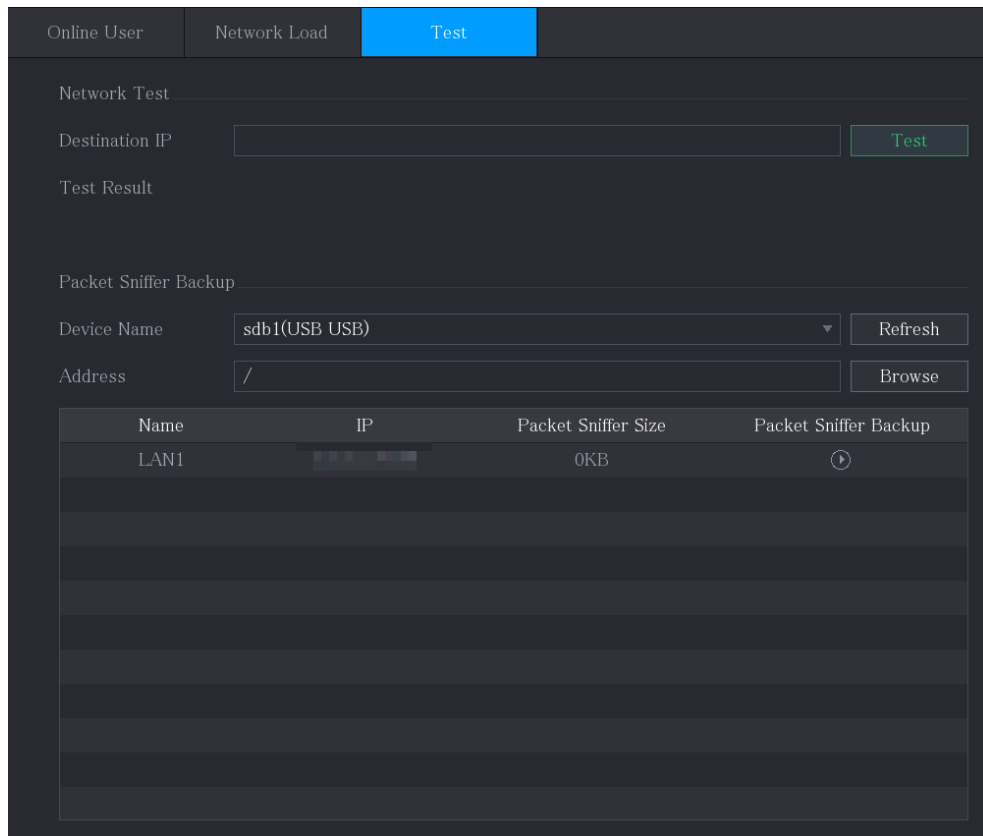 Online User Network Load Test
Network Test
Destination IP Test
Test Result
Packet Sniffer Backup
Device Name sdb1(USB USB) Refresh
Address / Browse
Name IP Packet Sniffer Size Packet Sniffer Backup
LAN1 0KB